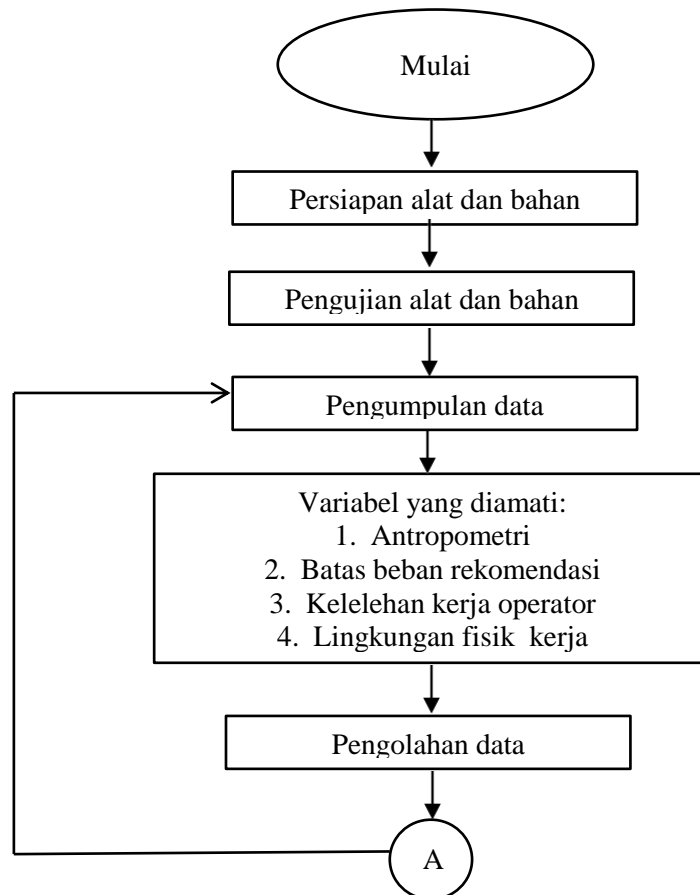 Mulai
Persiapan alat dan bahan
Pengujian alat dan bahan
Pengumpulan data
Variabel yang diamati:
1. Antropometri
2. Batas beban rekomendasi
3. Kelelehan kerja operator
4. Lingkungan fisik kerja
Pengolahan data
A